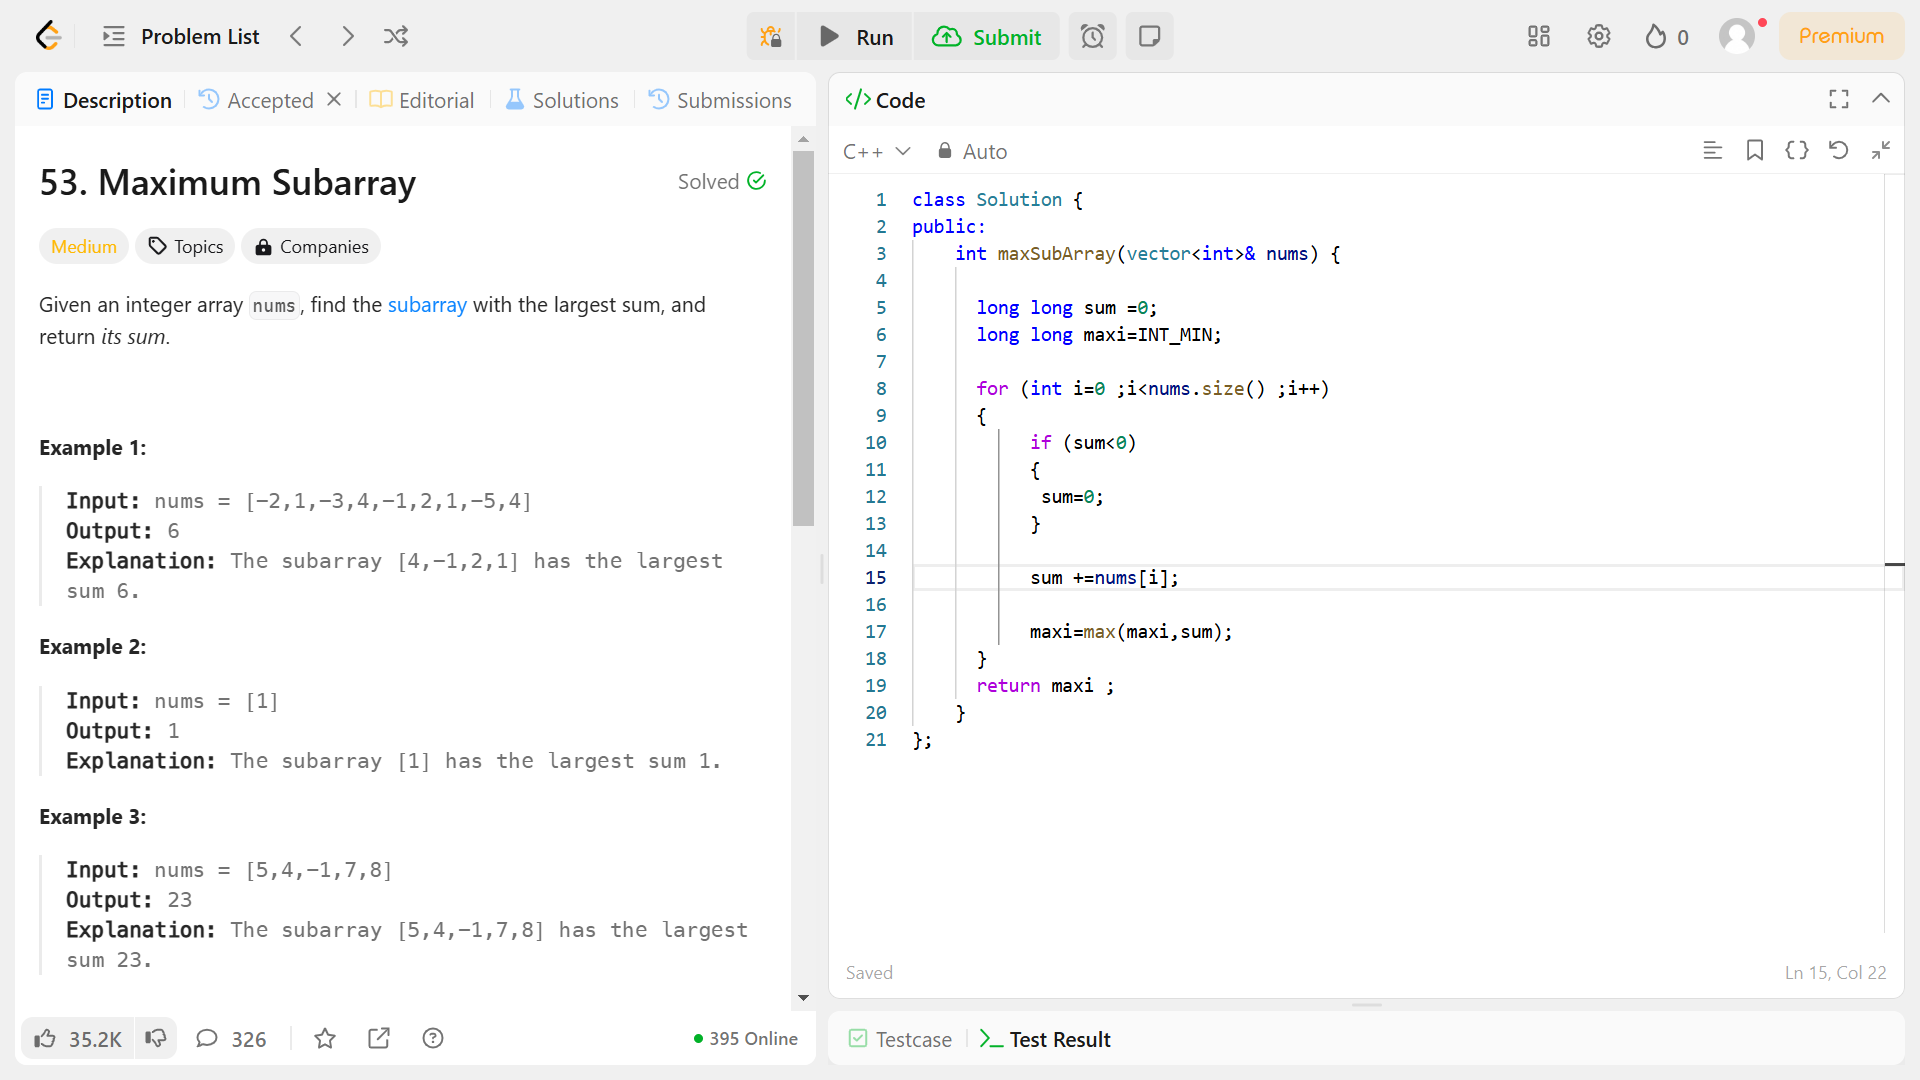 Problem List
Run
Submit
0
Premium
Description
Accepted
Editorial
Solutions
Submissions
53. Maximum Subarray
Solved
Medium
Topics
Companies
Given an integer array nums, find the subarray with the largest sum, and
return its sum.
Example 1:
Input: nums = [-2,1,-3,4,-1,2,1,-5,4]
Output: 6
Explanation: The subarray [4,-1,2,1] has the largest
sum 6.
Example 2:
Input: nums = [1]
Output: 1
Explanation: The subarray [1] has the largest sum 1.
Example 3:
Input: nums = [5,4,-1,7,8]
Output: 23
Explanation: The subarray [5,4,-1,7,8] has the largest
sum 23.
35.2K
326
395 Online
</> Code
C++
Auto
1 class Solution {
2 public:
3 int maxSubArray(vector<int>& nums) {
4
5 long long sum =0;
6 long long maxi=INT_MIN;
7
8 for (int i=0 ;i<nums.size() ;i++)
9 {
10 if (sum<0)
11 {
12 sum=0;
13 }
14
15 sum +=nums[i];
16
17 maxi=max(maxi,sum);
18 }
19 return maxi ;
20 }
21 };
Saved
Ln 15, Col 22
Testcase
Test Result